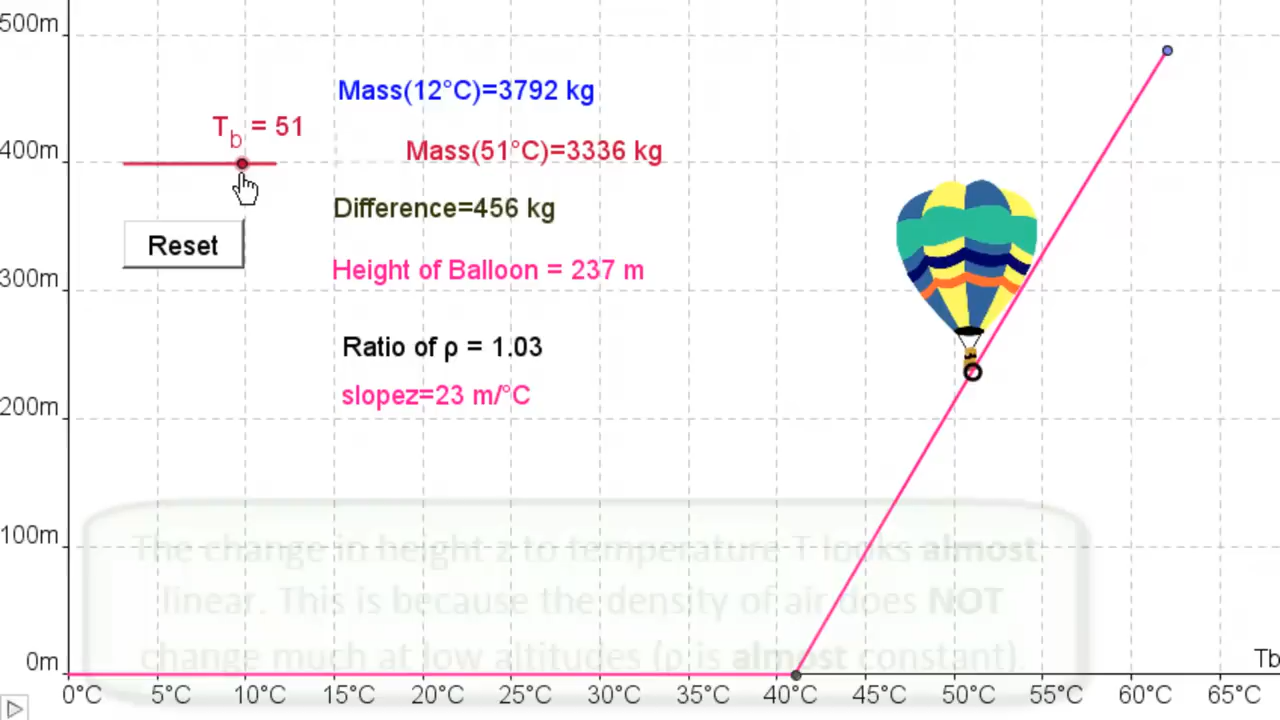 500m
Mass(12°C)=3792 kg
T_b = 51
400m
Mass(51°C)=3336 kg
Difference=456 kg
Reset
Height of Balloon = 237 m
300m
Ratio of ρ = 1.03
slopez=23 m/°C
200m
100m
The change in height z to temperature T looks almost
linear. This is because the density of air does NOT
change much at low altitudes (ρ is almost constant).
0m
Tb
0°C 5°C 10°C 15°C 20°C 25°C 30°C 35°C 40°C 45°C 50°C 55°C 60°C 65°C